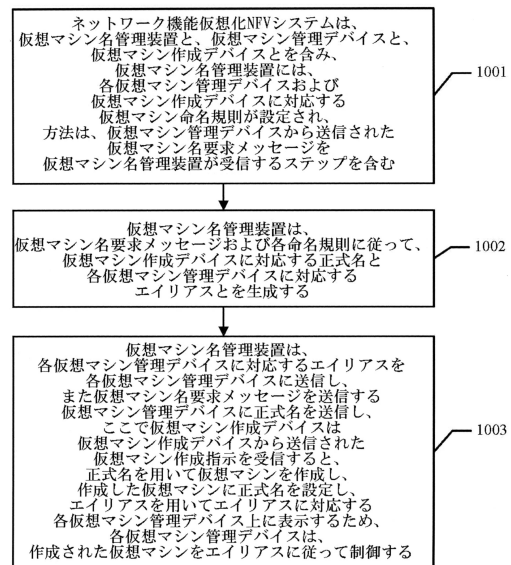 ネットワーク機能仮想化NFVシステムは、
仮想マシン名管理装置と、仮想マシン管理デバイスと、
仮想マシン作成デバイスとを含み、
仮想マシン名管理装置には、
各仮想マシン管理デバイスおよび
仮想マシン作成デバイスに対応する
仮想マシン命名規則が設定され、
方法は、仮想マシン管理デバイスから送信された
仮想マシン名要求メッセージを
仮想マシン名管理装置が受信するステップを含む
1001
仮想マシン名管理装置は、
仮想マシン名要求メッセージおよび各命名規則に従って、
仮想マシン作成デバイスに対応する正式名と
各仮想マシン管理デバイスに対応する
エイリアスとを生成する
1002
仮想マシン名管理装置は、
各仮想マシン管理デバイスに対応するエイリアスを
各仮想マシン管理デバイスに送信し、
また仮想マシン名要求メッセージを送信する
仮想マシン管理デバイスに正式名を送信し、
ここで仮想マシン作成デバイスは
仮想マシン作成デバイスから送信された
仮想マシン作成指示を受信すると、
正式名を用いて仮想マシンを作成し、
作成した仮想マシンに正式名を設定し、
エイリアスを用いてエイリアスに対応する
各仮想マシン管理デバイス上に表示するため、
各仮想マシン管理デバイスは、
作成された仮想マシンをエイリアスに従って制御する
1003